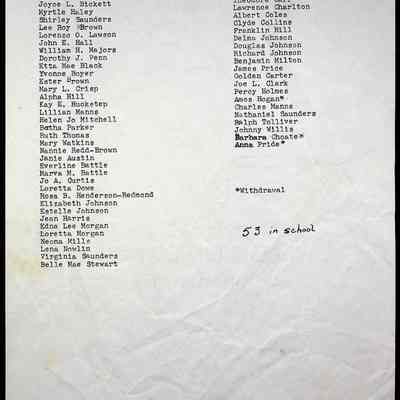 Joyce L. Bickett
Myrtle Haley
Shirley Saunders
Lee Roy Brown
Lorenzo O. Lawson
John E. Hall
William H. Majors
Dorothy J. Penn
Etta Mae Black
Yvonne Boyer
Ester Brown
Mary L. Crisp
Alpha Hill
Kay E. Huckstep
Lillian Manns
Helen Jo Mitchell
Betha Parker
Ruth Thomas
Mary Watkins
Nannie Redd-Brown
Janie Austin
Everline Battle
Marva M. Battle
Jo A. Curtis
Loretta Dowe
Rosa B. Henderson-Redmond
Elizabeth Johnson
Estelle Johnson
Jean Harris
Edna Lee Morgan
Loretta Morgan
Neoma Mills
Lena Nowlin
Virginia Saunders
Belle Mae Stewart
Lawrence Charlton
Albert Coles
Clyde Collins
Franklin Hill
Delno Johnson
Douglas Johnson
Richard Johnson
Benjamin Milton
James Price
Golden Carter
Joe L. Clark
Percy Holmes
Amos Hogan*
Charles Manns
Nathaniel Saunders
Ralph Tolliver
Johnny Willis
Barbara Choate*
Anna Pride*
*Withdrawal
53 in school